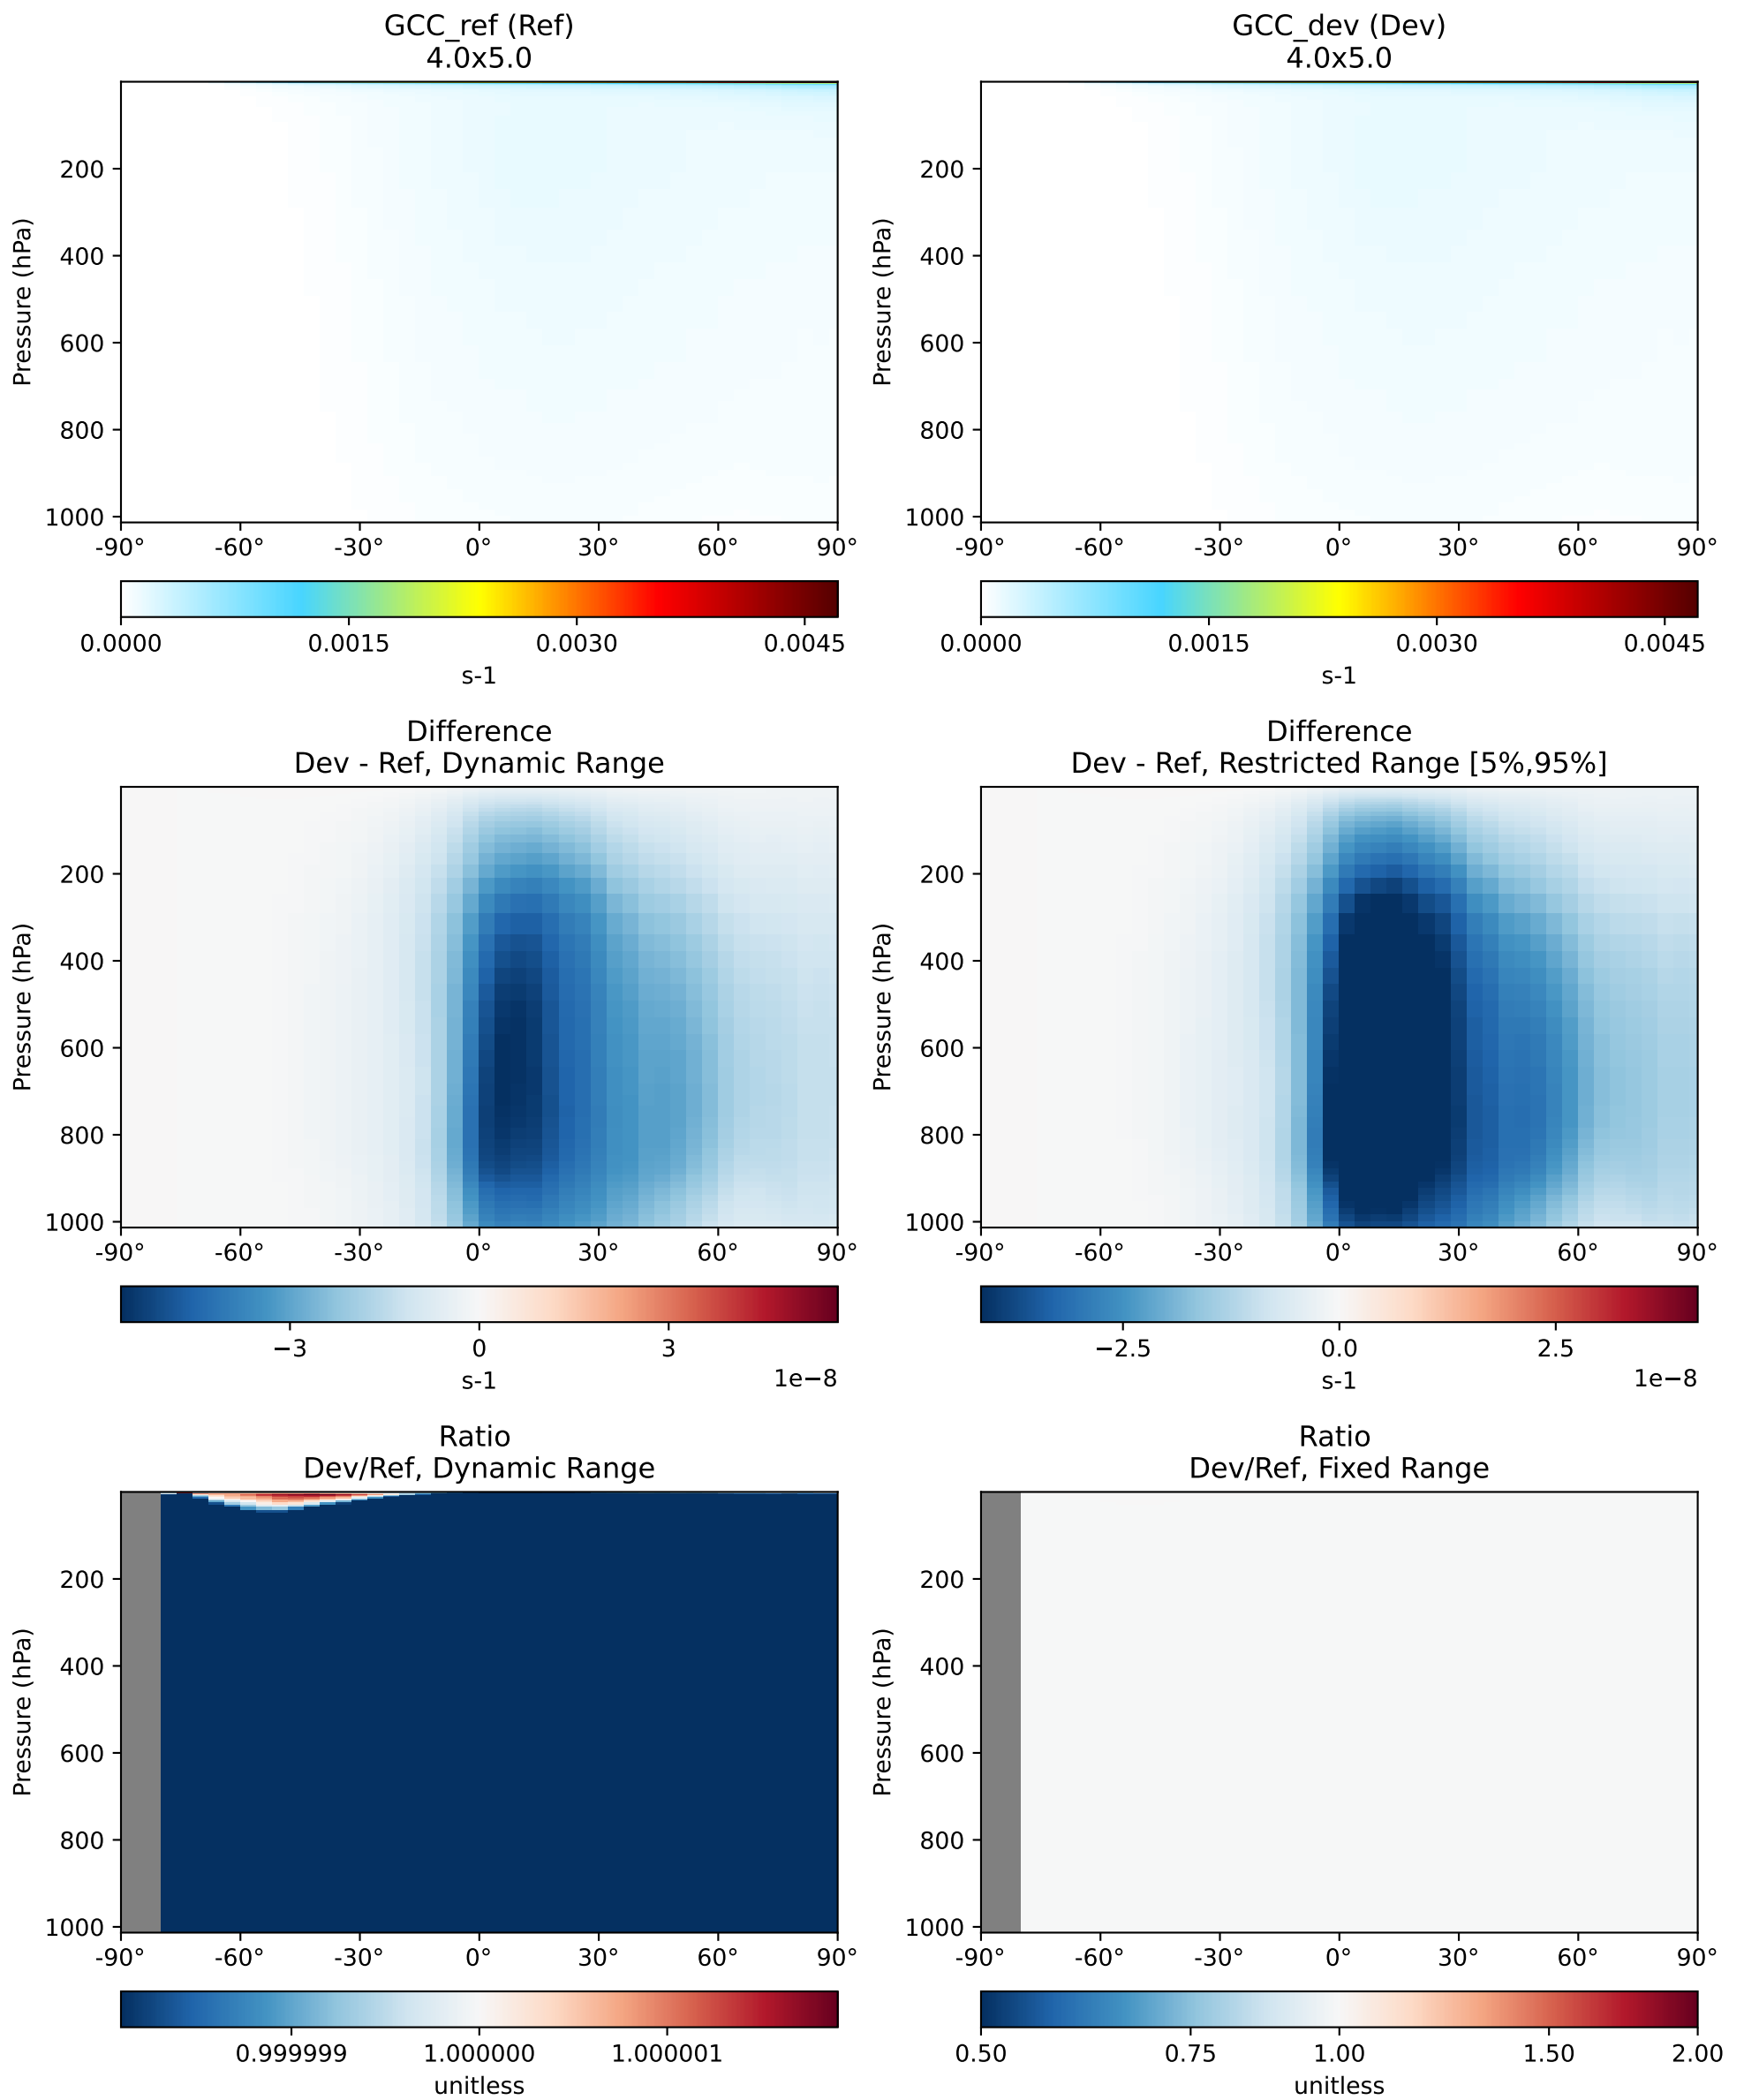 GCC_ref (Ref)
4.0x5.0
Pressure (hPa)
200
400
600
800
1000
-90° -60° -30° 0° 30° 60° 90°
0.0000 0.0015 0.0030 0.0045
s-1
GCC_dev (Dev)
4.0x5.0
Pressure (hPa)
200
400
600
800
1000
-90° -60° -30° 0° 30° 60° 90°
0.0000 0.0015 0.0030 0.0045
s-1
Difference
Dev - Ref, Dynamic Range
Pressure (hPa)
200
400
600
800
1000
-90° -60° -30° 0° 30° 60° 90°
−3 0 3
s-1 1e−8
Difference
Dev - Ref, Restricted Range [5%,95%]
Pressure (hPa)
200
400
600
800
1000
-90° -60° -30° 0° 30° 60° 90°
−2.5 0.0 2.5
s-1 1e−8
Ratio
Dev/Ref, Dynamic Range
Pressure (hPa)
200
400
600
800
1000
-90° -60° -30° 0° 30° 60° 90°
0.999999 1.000000 1.000001
unitless
Ratio
Dev/Ref, Fixed Range
Pressure (hPa)
200
400
600
800
1000
-90° -60° -30° 0° 30° 60° 90°
0.50 0.75 1.00 1.50 2.00
unitless